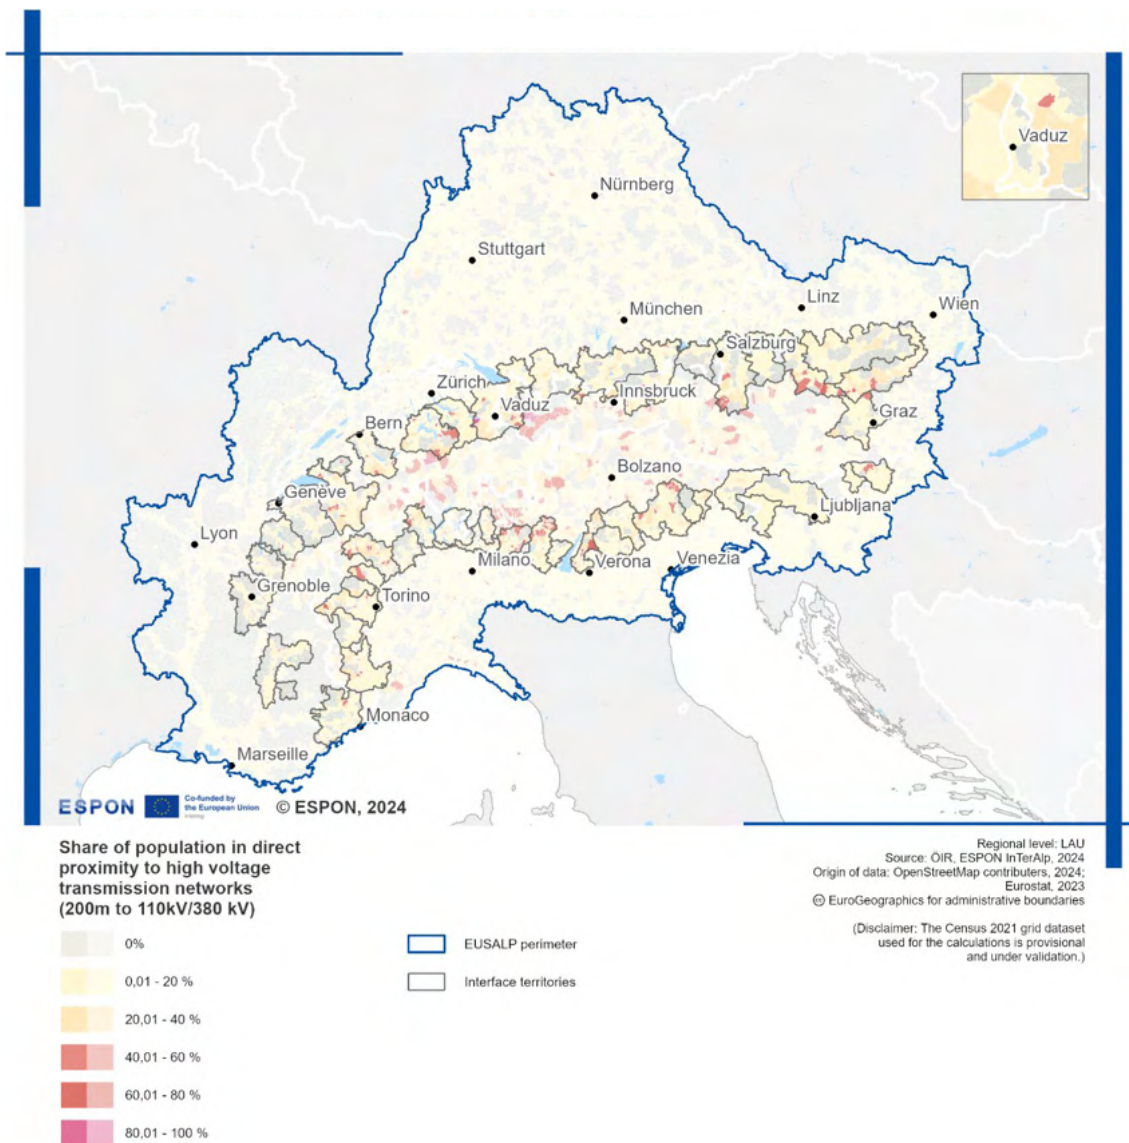 Vaduz
Nürnberg
Stuttgart
München
Linz
Wien
Salzburg
Zürich
Vaduz
Innsbruck
Bern
Graz
Bolzano
Genève
Ljubljana
Lyon
Milano
Verona
Venezia
Grenoble
Torino
Monaco
Marseille
ESPON
Co-funded by
the European Union
Interreg
© ESPON, 2024
Share of population in direct
proximity to high voltage
transmission networks
(200m to 110kV/380 kV)
0%
0,01 - 20 %
20,01 - 40 %
40,01 - 60 %
60,01 - 80 %
80,01 - 100 %
EUSALP perimeter
Interface territories
Regional level: LAU
Source: ÖIR, ESPON InTerAlp, 2024
Origin of data: OpenStreetMap contributers, 2024;
Eurostat, 2023
cc EuroGeographics for administrative boundaries
(Disclaimer: The Census 2021 grid dataset
used for the calculations is provisional
and under validation.)